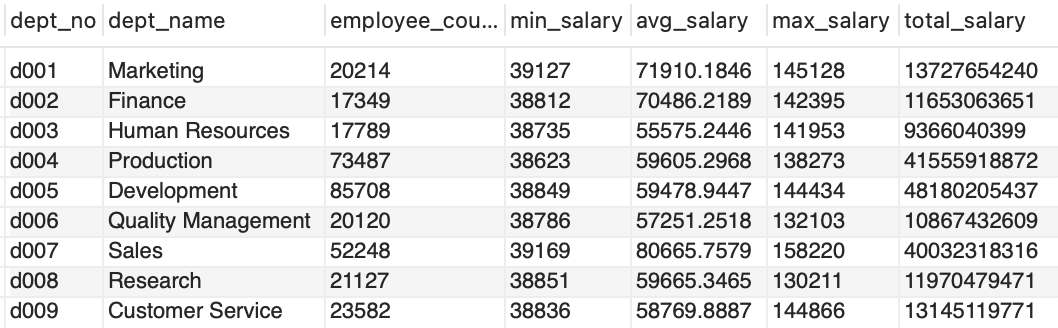 dept_no dept_name employee_cou... min_salary avg_salary max_salary total_salary
d001 Marketing 20214 39127 71910.1846 145128 13727654240
d002 Finance 17349 38812 70486.2189 142395 11653063651
d003 Human Resources 17789 38735 55575.2446 141953 9366040399
d004 Production 73487 38623 59605.2968 138273 41555918872
d005 Development 85708 38849 59478.9447 144434 48180205437
d006 Quality Management 20120 38786 57251.2518 132103 10867432609
d007 Sales 52248 39169 80665.7579 158220 40032318316
d008 Research 21127 38851 59665.3465 130211 11970479471
d009 Customer Service 23582 38836 58769.8887 144866 13145119771